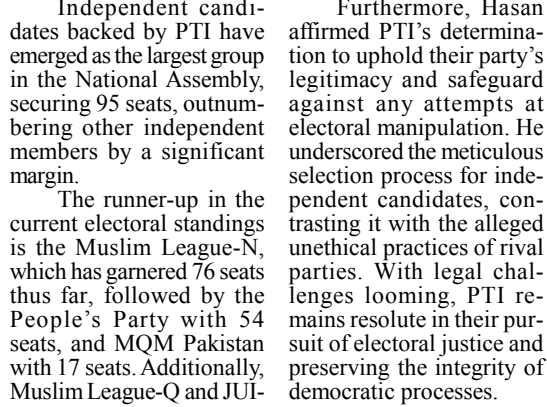 Independent candi-
dates backed by PTI have
emerged as the largest group
in the National Assembly,
securing 95 seats, outnum-
bering other independent
members by a significant
margin.
The runner-up in the
current electoral standings
is the Muslim League-N,
which has garnered 76 seats
thus far, followed by the
People's Party with 54
seats, and MQM Pakistan
with 17 seats. Additionally,
Muslim League-Q and JUI-
Furthermore, Hasan
affirmed PTI's determina-
tion to uphold their party's
legitimacy and safeguard
against any attempts at
electoral manipulation. He
underscored the meticulous
selection process for inde-
pendent candidates, con-
trasting it with the alleged
unethical practices of rival
parties. With legal chal-
lenges looming, PTI re-
mains resolute in their pur-
suit of electoral justice and
preserving the integrity of
democratic processes.